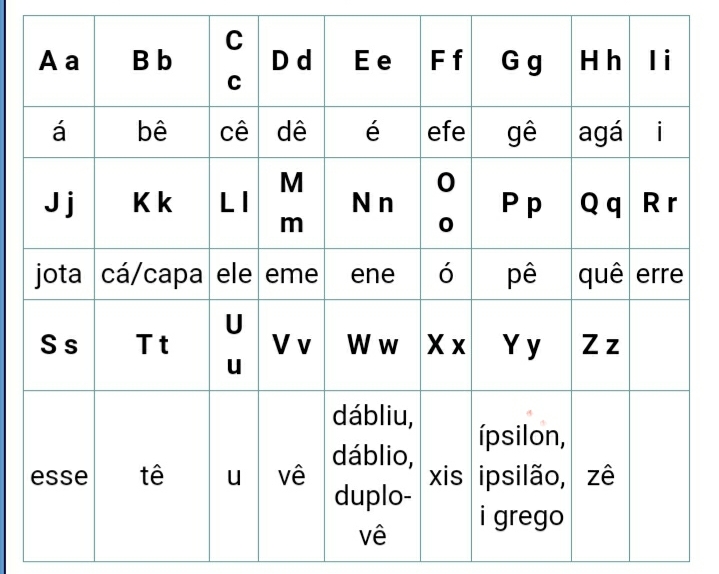 A a B b C c D d E e F f G g H h I i
á bê cê dê é efe gê agá i
J j K k L l M m N n O o P p Q q R r
jota cá/capa ele eme ene ó pê quê erre
S s T t U u V v W w X x Y y Z z
esse tê u vê dábliu, dáblio, duplo-vê xis ípsilon, ipsilão, i grego zê